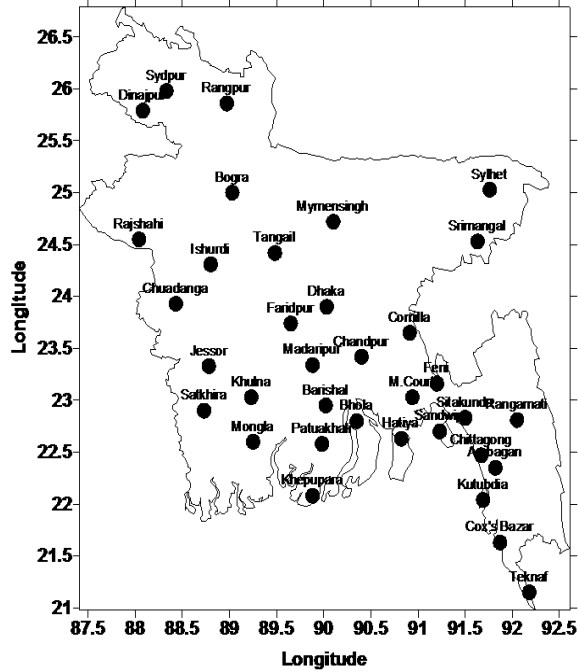 26.5
Sydpur
26
Dinajpur
Rangpur
25.5
Bogra
Sylhet
25
Mymensingh
Rajshahi
Srimangal
24.5
Tangail
Ishurdi
24
Chuadanga
Dhaka
Faridpur
Comilla
23.5
Jessor
Madaripur
Chandpur
Feni
23
Khulna
M.Court
Satkhira
Barishal
Bhola
Sitakunda
Rangamati
Sandwip
22.5
Mongla
Patuakhali
Hatiya
Chittagong
Ambagan
22
Khepupara
Kutubdia
21.5
Cox's Bazar
Teknaf
21
87.5 88 88.5 89 89.5 90 90.5 91 91.5 92 92.5
Longitude
Longitude